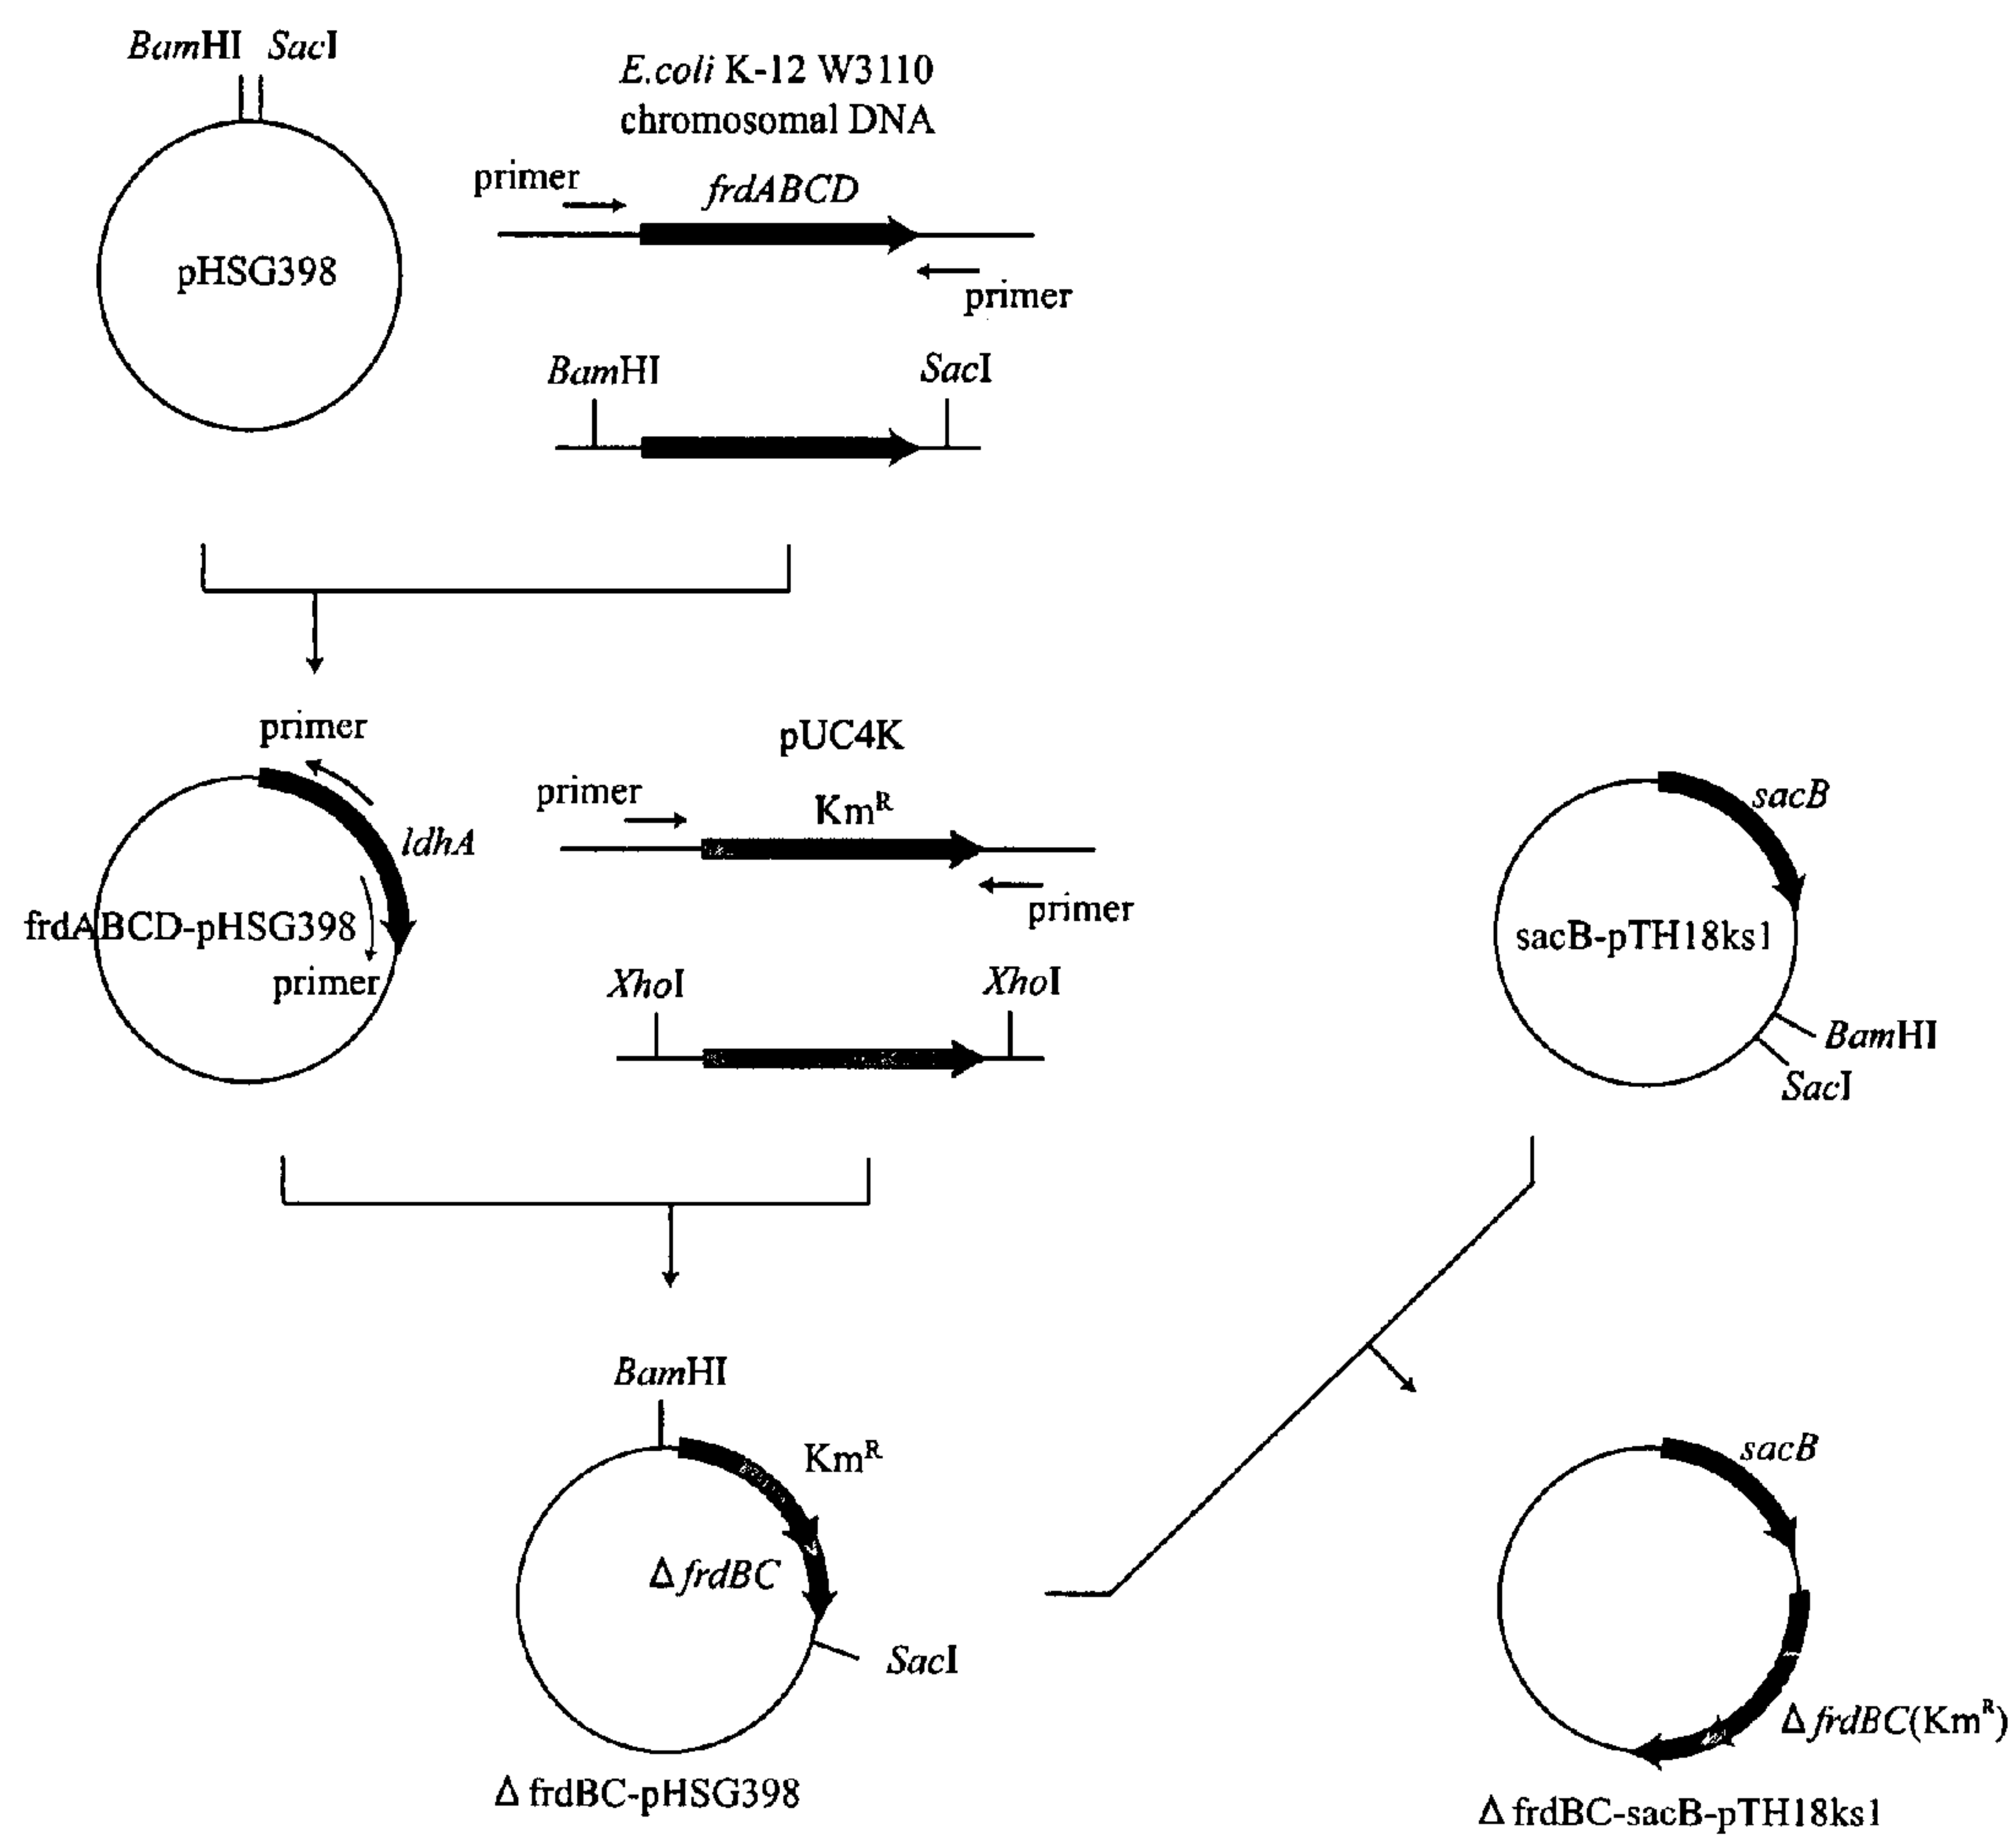 BamHI SacI
E.coli K-12 W3110
chromosomal DNA
primer
frdABCD
pHSG398
primer
BamHI
SacI
primer
pUC4K
primer
KmR
sacB
ldhA
frdABCD-pHSG398
primer
sacB-pTH18ks1
primer
XhoI
XhoI
BamHI
SacI
BamHI
KmR
sacB
Δ frdBC
SacI
Δ frdBC(KmR)
Δ frdBC-pHSG398
Δ frdBC-sacB-pTH18ks1